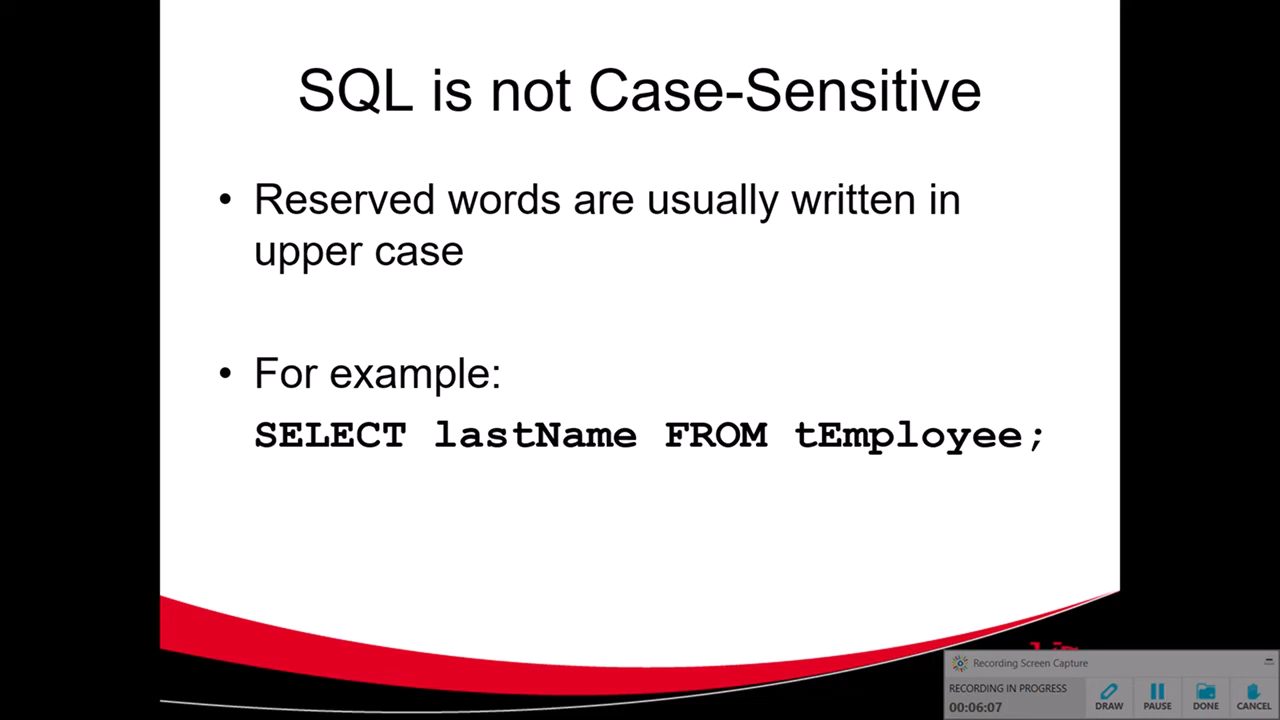 SQL is not Case-Sensitive
• Reserved words are usually written in
upper case
• For example:
SELECT lastName FROM tEmployee;
Recording Screen Capture
RECORDING IN PROGRESS
00:06:07
DRAW PAUSE DONE CANCEL